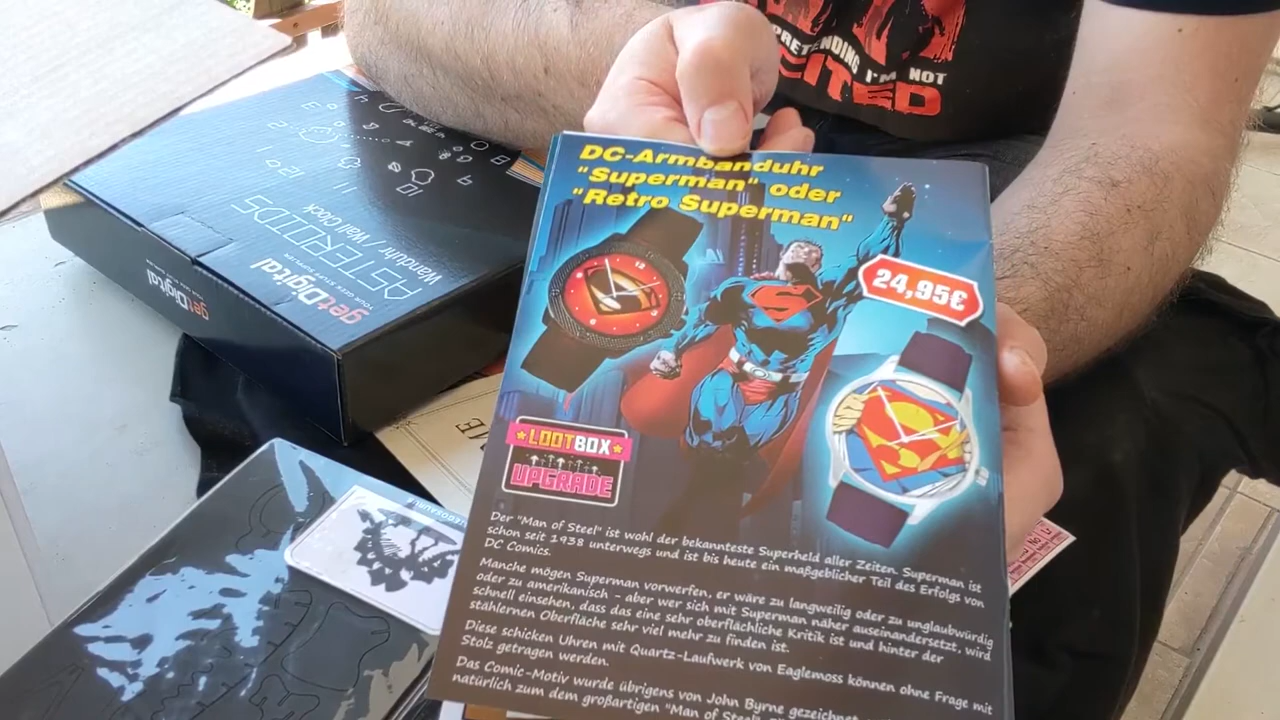 PRETENDING I'M NOT
CITED
DC-Armbanduhr
"Superman" oder
"Retro Superman"
24,95€
12
LOOTBOX
UPGRADE
Der "Man of Steel" ist wohl der bekannteste Superheld aller Zeiten. Superman ist
schon seit 1938 unterwegs und ist bis heute ein maßgeblicher Teil des Erfolgs von
DC Comics.
Manche mögen Superman vorwerfen, er wäre zu langweilig oder zu unglaubwürdig
oder zu amerikanisch - aber wer sich mit Superman näher auseinandersetzt, wird
schnell einsehen, dass das eine sehr oberflächliche Kritik ist und hinter der
stählernen Oberfläche sehr viel mehr zu finden ist.
Diese schicken Uhren mit Quartz-Laufwerk von Eaglemoss können ohne Frage mit
Stolz getragen werden.
Das Comic-Motiv wurde übrigens von John Byrne gezeichnet
natürlich zum dem großartigen "Man of Steel"
getDigital
YOUR GEEK STUFF SUPPLIER
ASTEROIDS
Wanduhr / Wall Clock
getDigital
11
12
10